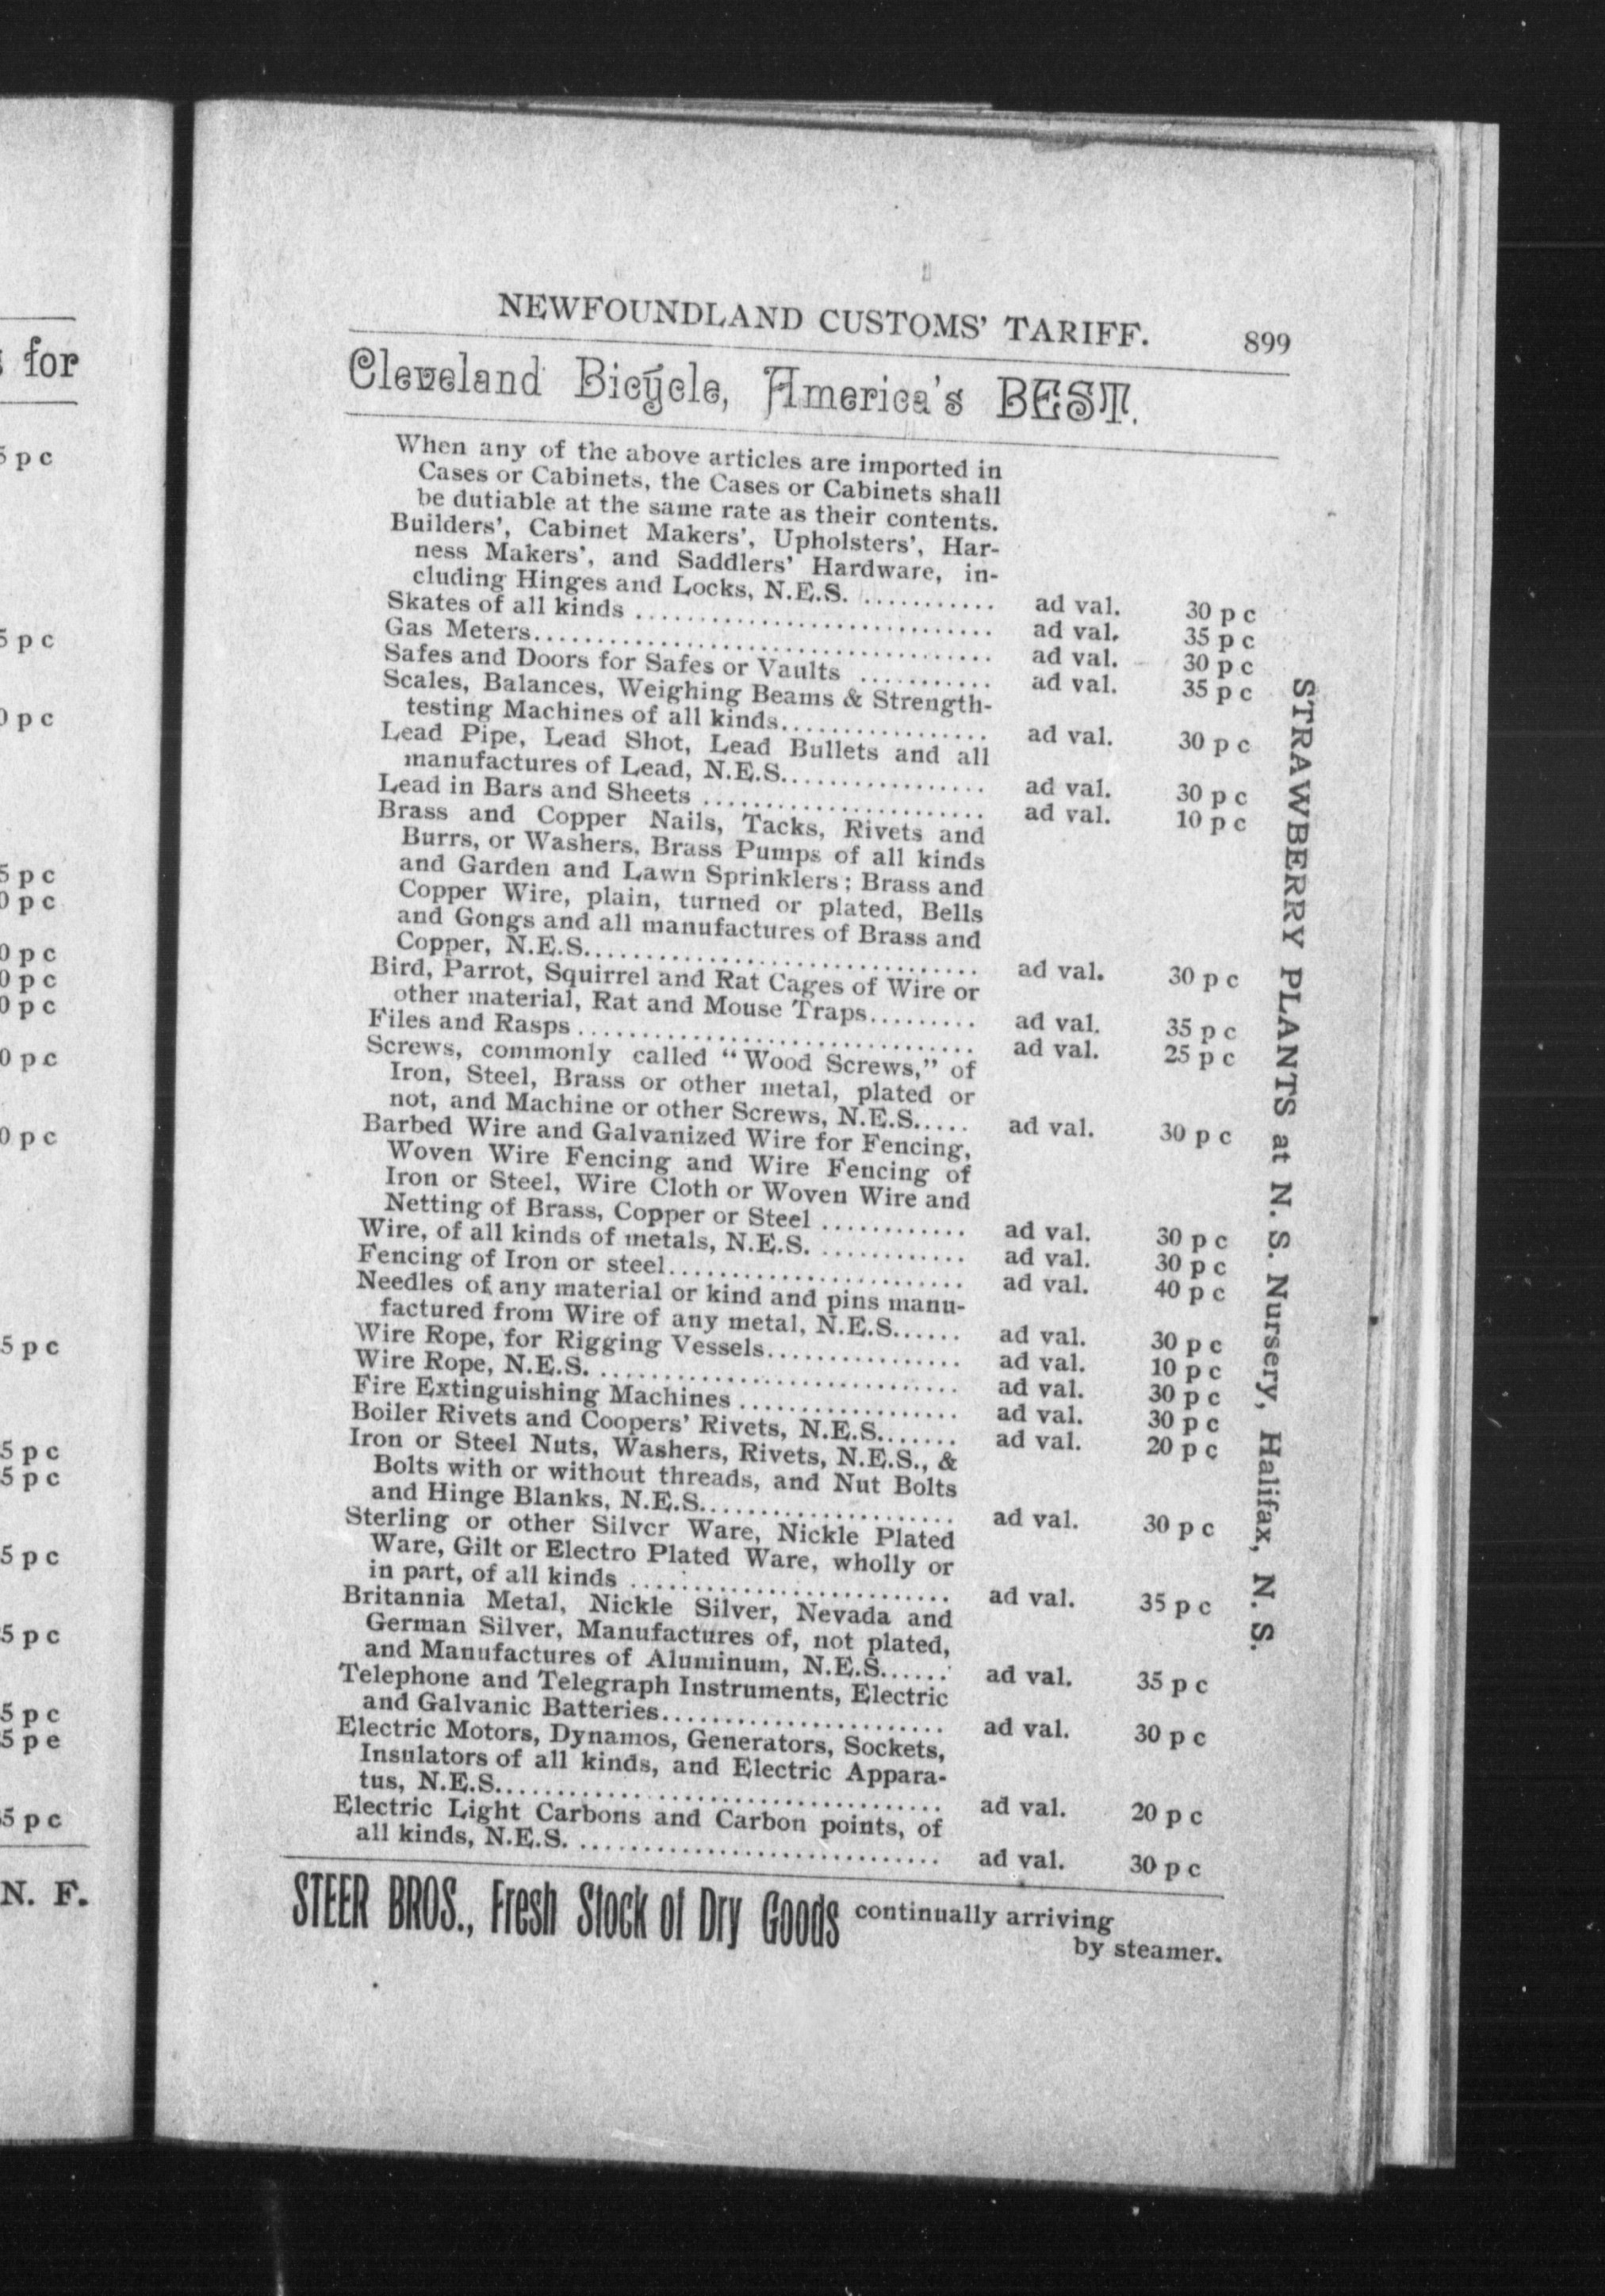 NEWFOUNDLAND CUSTOMS' TARIFF. 899
Cleveland Bicycle, America's BEST.
When any of the above articles are imported in
Cases or Cabinets, the Cases or Cabinets shall
be dutiable at the same rate as their contents.
Builders', Cabinet Makers', Upholsters', Har-
ness Makers', and Saddlers' Hardware, in-
cluding Hinges and Locks, N.E.S. ........... ad val. 30 p c
Skates of all kinds ............................ ad val. 35 p c
Gas Meters.................................... ad val. 30 p c
Safes and Doors for Safes or Vaults ........... ad val. 35 p c
Scales, Balances, Weighing Beams & Strength-
testing Machines of all kinds................. ad val. 30 p c
Lead Pipe, Lead Shot, Lead Bullets and all
manufactures of Lead, N.E.S................. ad val. 30 p c
Lead in Bars and Sheets ....................... ad val. 10 p c
Brass and Copper Nails, Tacks, Rivets and
Burrs, or Washers, Brass Pumps of all kinds
and Garden and Lawn Sprinklers; Brass and
Copper Wire, plain, turned or plated, Bells
and Gongs and all manufactures of Brass and
Copper, N.E.S............................... ad val. 30 p c
Bird, Parrot, Squirrel and Rat Cages of Wire or
other material, Rat and Mouse Traps......... ad val. 35 p c
Files and Rasps ............................... ad val. 25 p c
Screws, commonly called "Wood Screws," of
Iron, Steel, Brass or other metal, plated or
not, and Machine or other Screws, N.E.S..... ad val. 30 p c
Barbed Wire and Galvanized Wire for Fencing,
Woven Wire Fencing and Wire Fencing of
Iron or Steel, Wire Cloth or Woven Wire and
Netting of Brass, Copper or Steel ............ ad val. 30 p c
Wire, of all kinds of metals, N.E.S. ............ ad val. 30 p c
Fencing of Iron or steel........................ ad val. 40 p c
Needles of any material or kind and pins manu-
factured from Wire of any metal, N.E.S...... ad val. 30 p c
Wire Rope, for Rigging Vessels................ ad val. 10 p c
Wire Rope, N.E.S. ............................ ad val. 30 p c
Fire Extinguishing Machines .................. ad val. 30 p c
Boiler Rivets and Coopers' Rivets, N.E.S....... ad val. 20 p c
Iron or Steel Nuts, Washers, Rivets, N.E.S., &
Bolts with or without threads, and Nut Bolts
and Hinge Blanks, N.E.S.................... ad val. 30 p c
Sterling or other Silver Ware, Nickle Plated
Ware, Gilt or Electro Plated Ware, wholly or
in part, of all kinds ......................... ad val. 35 p c
Britannia Metal, Nickle Silver, Nevada and
German Silver, Manufactures of, not plated,
and Manufactures of Aluminum, N.E.S...... ad val. 35 p c
Telephone and Telegraph Instruments, Electric
and Galvanic Batteries...................... ad val. 30 p c
Electric Motors, Dynamos, Generators, Sockets,
Insulators of all kinds, and Electric Appara-
tus, N.E.S................................... ad val. 20 p c
Electric Light Carbons and Carbon points, of
all kinds, N.E.S. ............................ ad val. 30 p c
STEER BROS., Fresh Stock of Dry Goods continually arriving
by steamer.
STRAWBERRY PLANTS at N. S. Nursery, Halifax, N. S.
for
5 p c
5 p c
0 p c
5 p c
0 p c
0 p c
0 p c
0 p c
0 p c
0 p c
5 p c
5 p c
5 p c
5 p c
5 p c
5 p c
5 p e
5 p c
N. F.